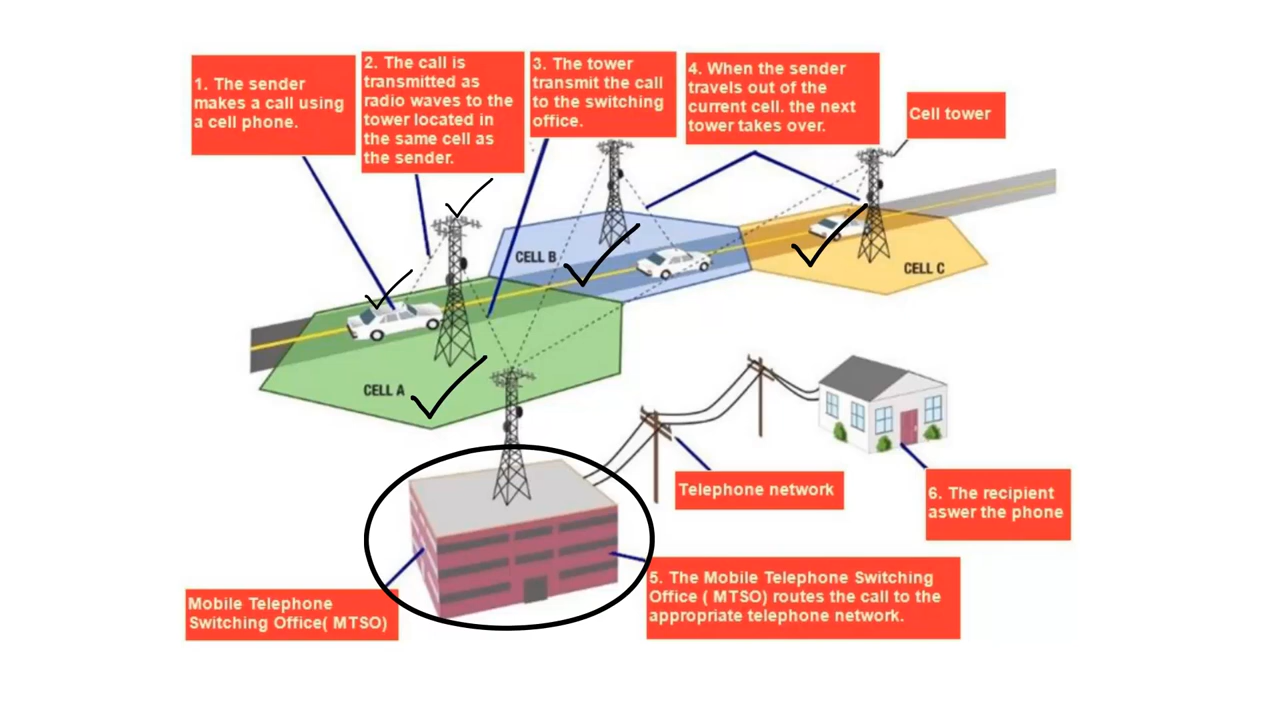 1. The sender
makes a call using
a cell phone.
2. The call is
transmitted as
radio waves to the
tower located in
the same cell as
the sender.
3. The tower
transmit the call
to the switching
office.
4. When the sender
travels out of the
current cell. the next
tower takes over.
Cell tower
CELL B
CELL C
CELL A
Telephone network
6. The recipient
aswer the phone
Mobile Telephone
Switching Office( MTSO)
5. The Mobile Telephone Switching
Office ( MTSO) routes the call to the
appropriate telephone network.